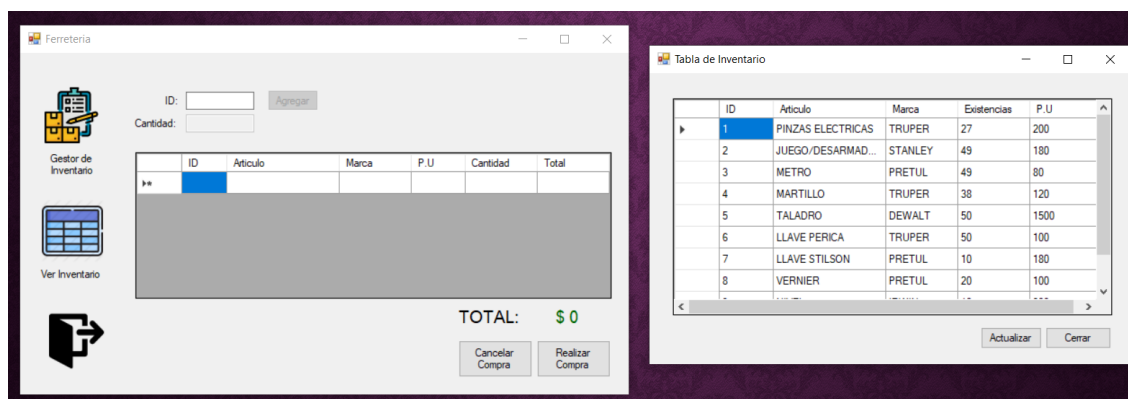 Ferreteria
ID:
Agregar
Cantidad:
Gestor de
Inventario
ID Articulo Marca P.U Cantidad Total
Ver Inventario
TOTAL: $ 0
Cancelar
Compra
Realizar
Compra
Tabla de Inventario
ID Articulo Marca Existencias P.U
1 PINZAS ELECTRICAS TRUPER 27 200
2 JUEGO/DESARMAD... STANLEY 49 180
3 METRO PRETUL 49 80
4 MARTILLO TRUPER 38 120
5 TALADRO DEWALT 50 1500
6 LLAVE PERICA TRUPER 50 100
7 LLAVE STILSON PRETUL 10 180
8 VERNIER PRETUL 20 100
Actualizar Cerrar